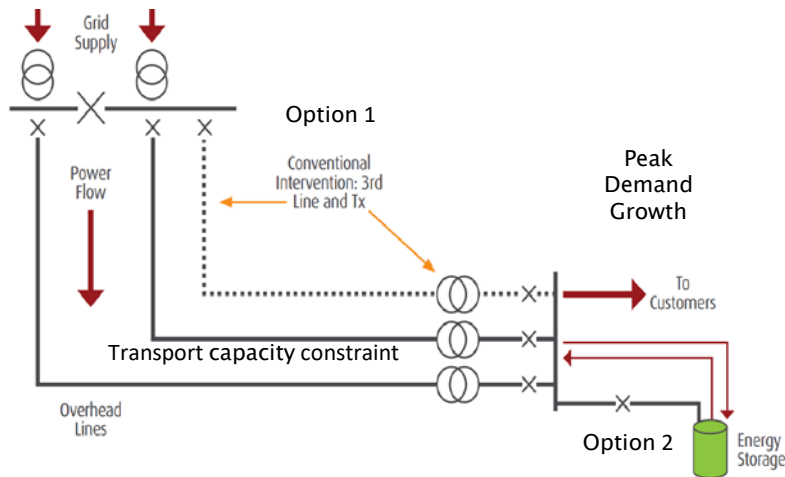 Grid
Supply
Option 1
Conventional
Intervention: 3rd
Line and Tx
Peak
Demand
Growth
Power
Flow
To
Customers
Transport capacity constraint
Overhead
Lines
Option 2
Energy
Storage